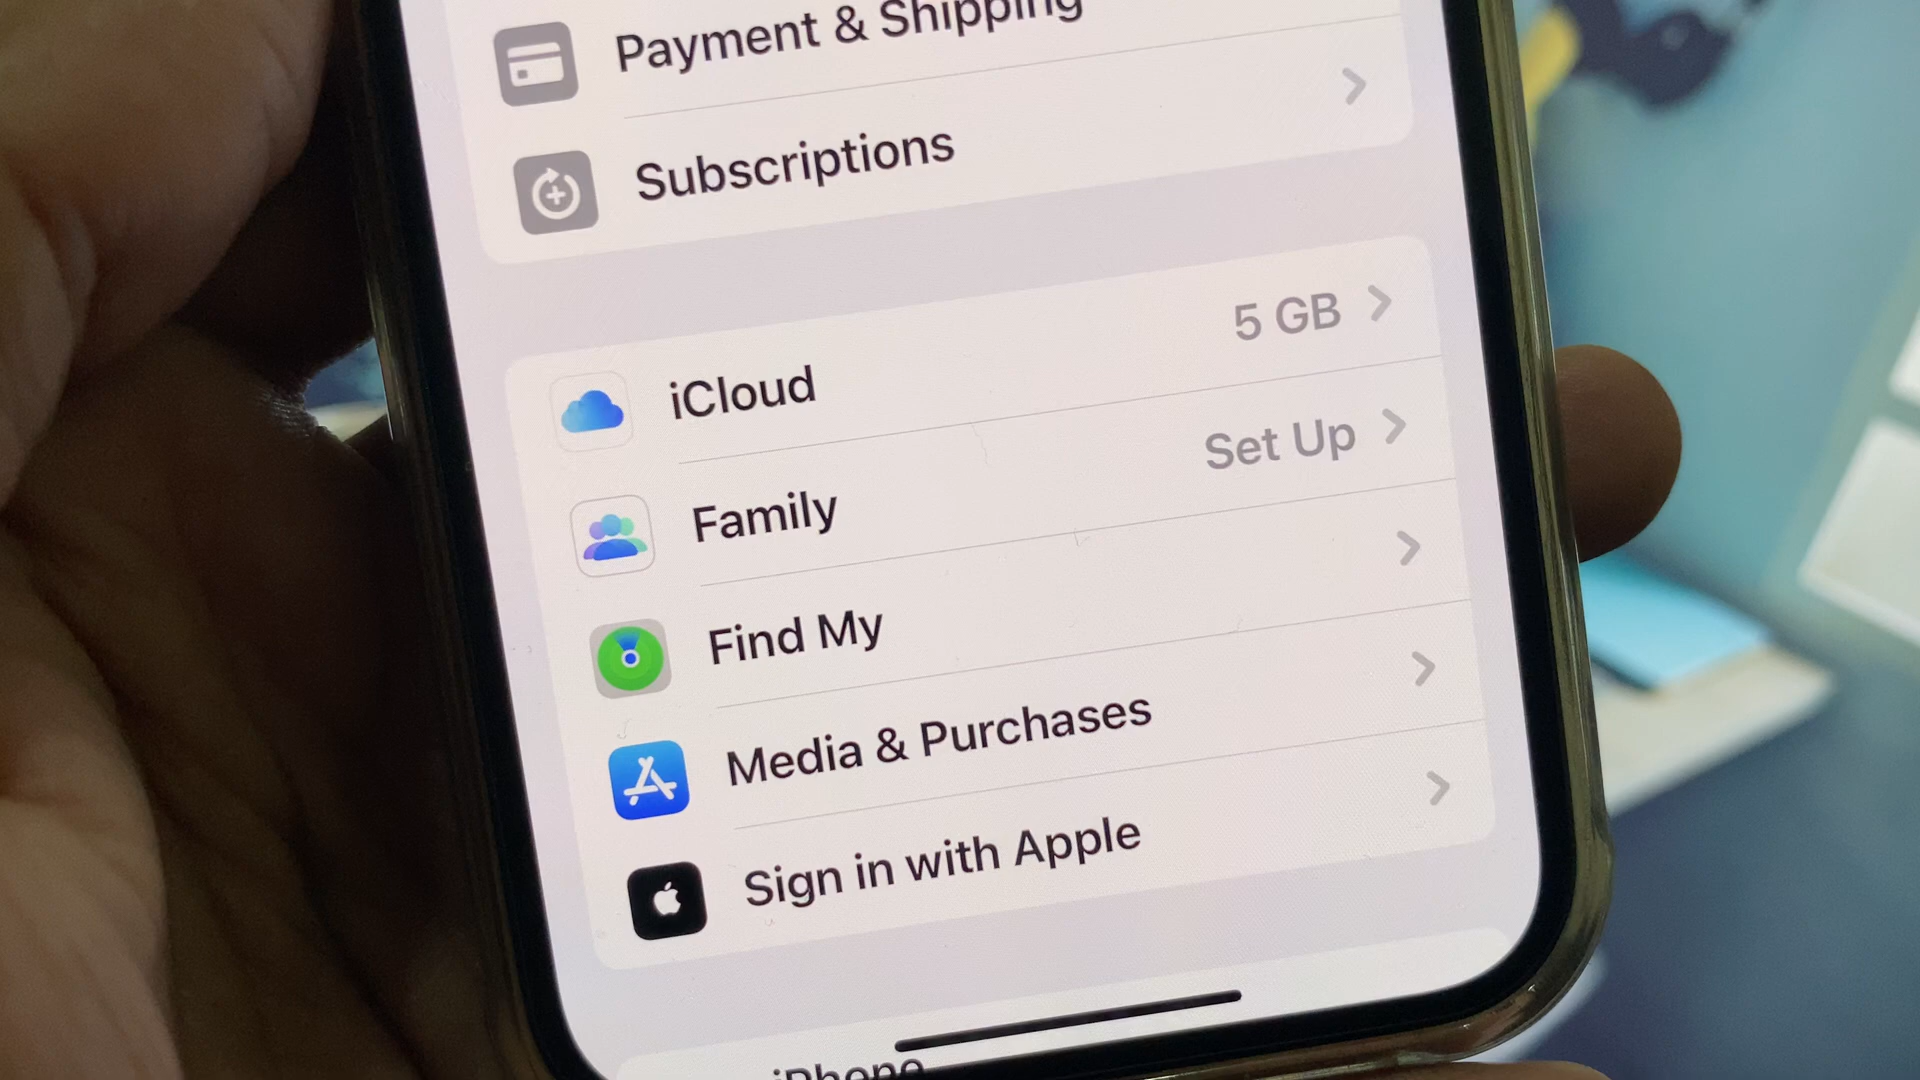 Payment & Shipping
Subscriptions
iCloud
5 GB
Family
Set Up
Find My
Media & Purchases
Sign in with Apple
iPhone